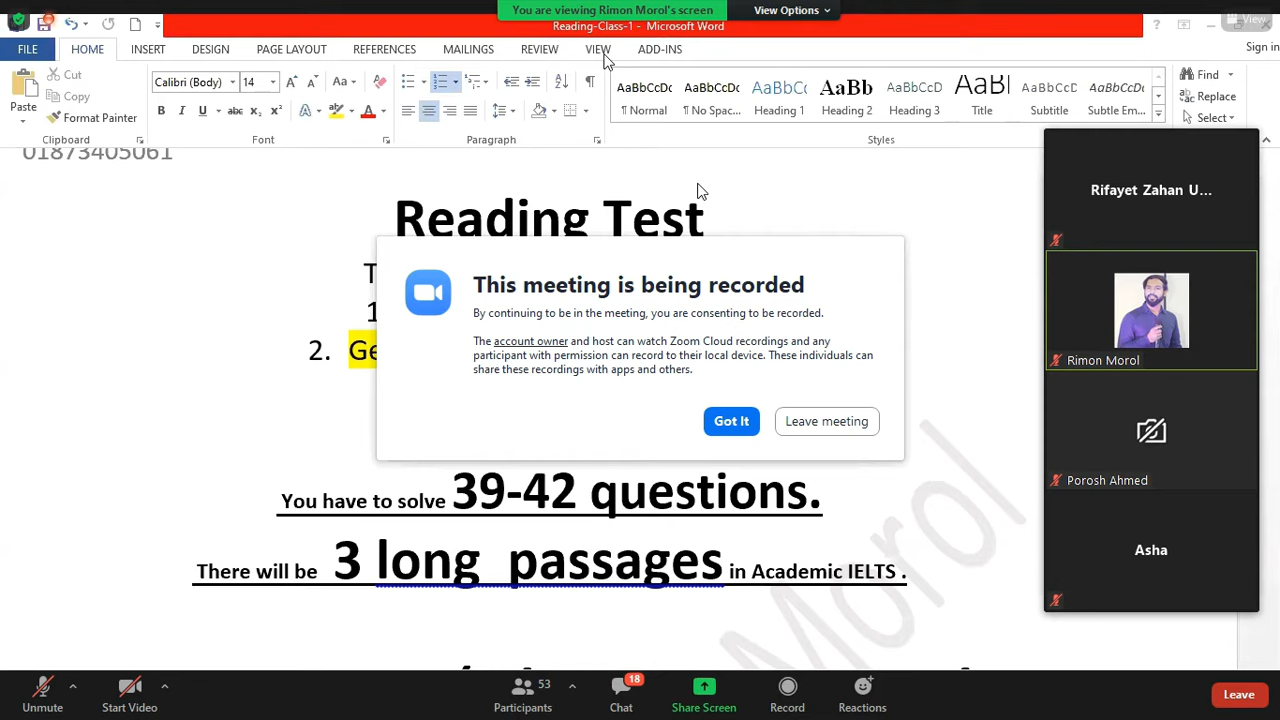 You are viewing Rimon Morol's screen View Options
View
Reading-Class-1 - Microsoft Word
FILE HOME INSERT DESIGN PAGE LAYOUT REFERENCES MAILINGS REVIEW VIEW ADD-INS Sign in
Paste
Cut
Copy
Format Painter
Clipboard
Calibri (Body) 14
Font
Paragraph
AaBbCcDc AaBbCcDc AaBbCc AaBb AaBbCcDc AaBl AaBbCcD AaBbCcDc
¶ Normal ¶ No Spac... Heading 1 Heading 2 Heading 3 Title Subtitle Subtle Em...
Styles
Find
Replace
Select
01873405061
Reading Test
2. Ge
This meeting is being recorded
By continuing to be in the meeting, you are consenting to be recorded.
The account owner and host can watch Zoom Cloud recordings and any
participant with permission can record to their local device. These individuals can
share these recordings with apps and others.
Got It Leave meeting
You have to solve 39-42 questions.
There will be 3 long passages in Academic IELTS .
Morol
Rifayet Zahan U...
Rimon Morol
Porosh Ahmed
Asha
Unmute
Start Video
53
Participants
18
Chat
Share Screen
Record
Reactions
Leave